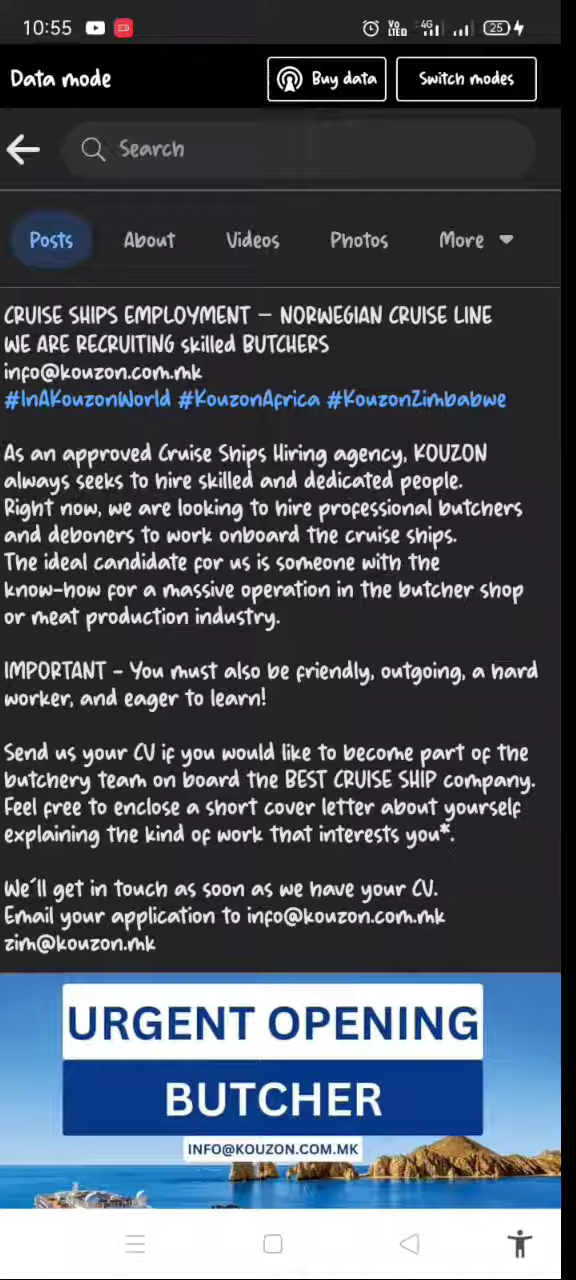 10:55
Vo
LTED
4G
25
Data mode
Buy data
Switch modes
Search
Posts
About
Videos
Photos
More
CRUISE SHIPS EMPLOYMENT – NORWEGIAN CRUISE LINE
WE ARE RECRUITING skilled BUTCHERS
info@kouzon.com.mk
#InAKouzonWorld #KouzonAfrica #KouzonZimbabwe
As an approved Cruise Ships Hiring agency, KOUZON
always seeks to hire skilled and dedicated people.
Right now, we are looking to hire professional butchers
and deboners to work onboard the cruise ships.
The ideal candidate for us is someone with the
know-how for a massive operation in the butcher shop
or meat production industry.
IMPORTANT - You must also be friendly, outgoing, a hard
worker, and eager to learn!
Send us your CV if you would like to become part of the
butchery team on board the BEST CRUISE SHIP company.
Feel free to enclose a short cover letter about yourself
explaining the kind of work that interests you*.
We´ll get in touch as soon as we have your CV.
Email your application to info@kouzon.com.mk
zim@kouzon.mk
URGENT OPENING
BUTCHER
INFO@KOUZON.COM.MK